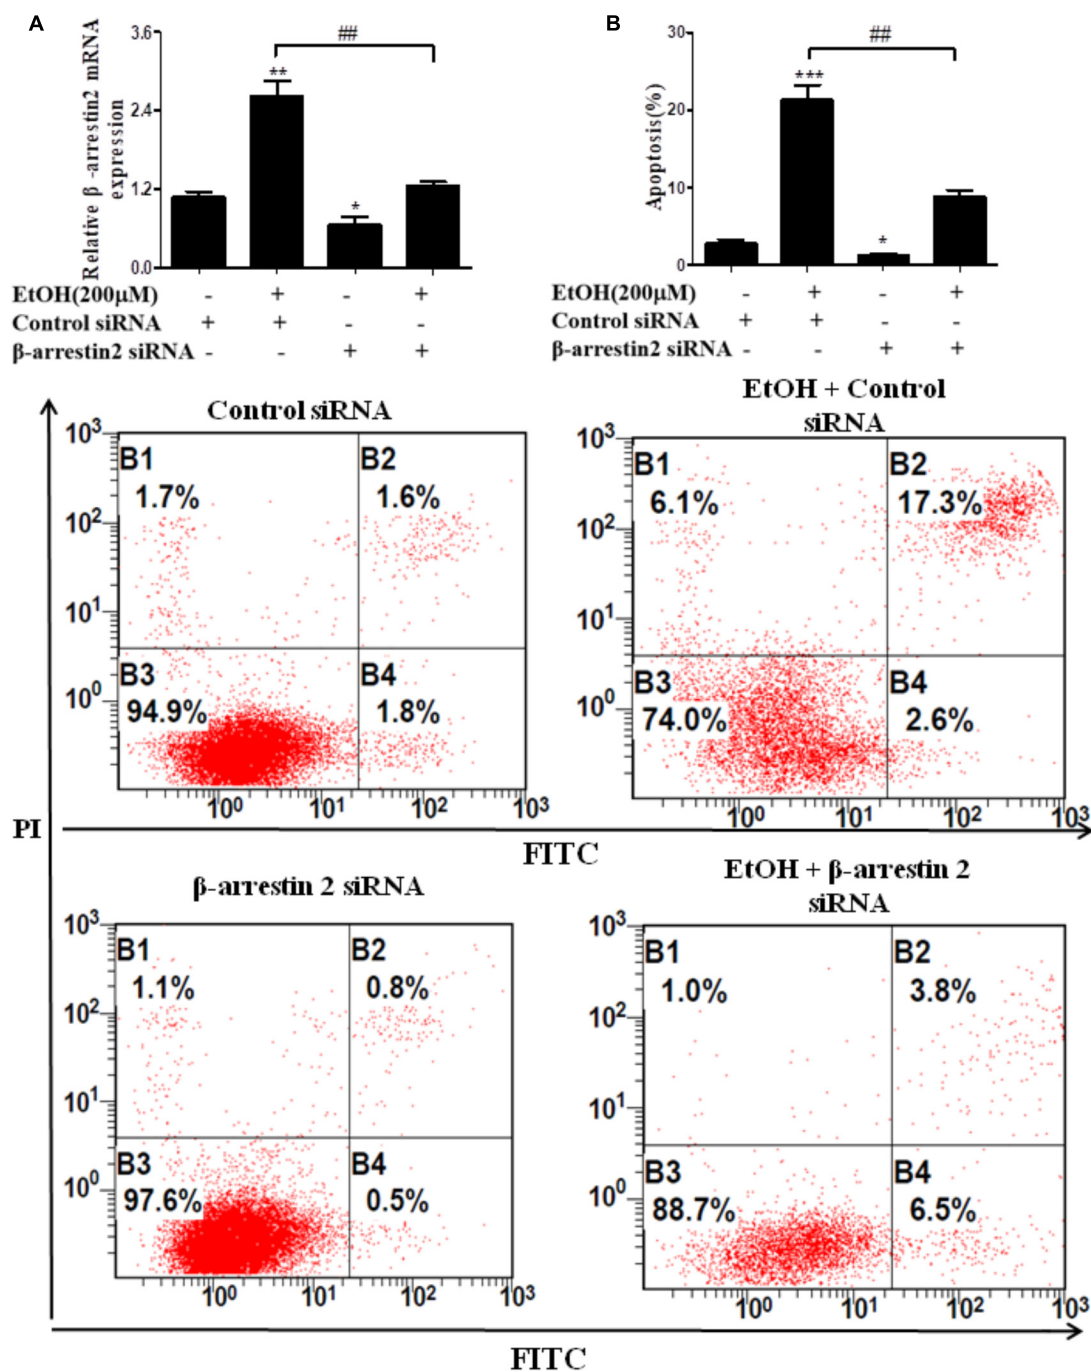 A
Relative β -arrestin2 mRNA
expression
3.6
2.4
1.2
0.0
**
*
##
EtOH(200μM) - + - +
Control siRNA + + - -
β-arrestin2 siRNA - - + +
B
Apoptosis(%)
30
20
10
0
***
*
##
EtOH(200μM) - + - +
Control siRNA + + - -
β-arrestin2 siRNA - - + +
PI
Control siRNA
10³
10²
10¹
10⁰
B1
1.7%
B2
1.6%
B3
94.9%
B4
1.8%
10⁰ 10¹ 10² 10³
EtOH + Control
siRNA
10³
10²
10¹
10⁰
B1
6.1%
B2
17.3%
B3
74.0%
B4
2.6%
10⁰ 10¹ 10² 10³
FITC
β-arrestin 2 siRNA
10³
10²
10¹
10⁰
B1
1.1%
B2
0.8%
B3
97.6%
B4
0.5%
10⁰ 10¹ 10² 10³
EtOH + β-arrestin 2
siRNA
10³
10²
10¹
10⁰
B1
1.0%
B2
3.8%
B3
88.7%
B4
6.5%
10⁰ 10¹ 10² 10³
FITC